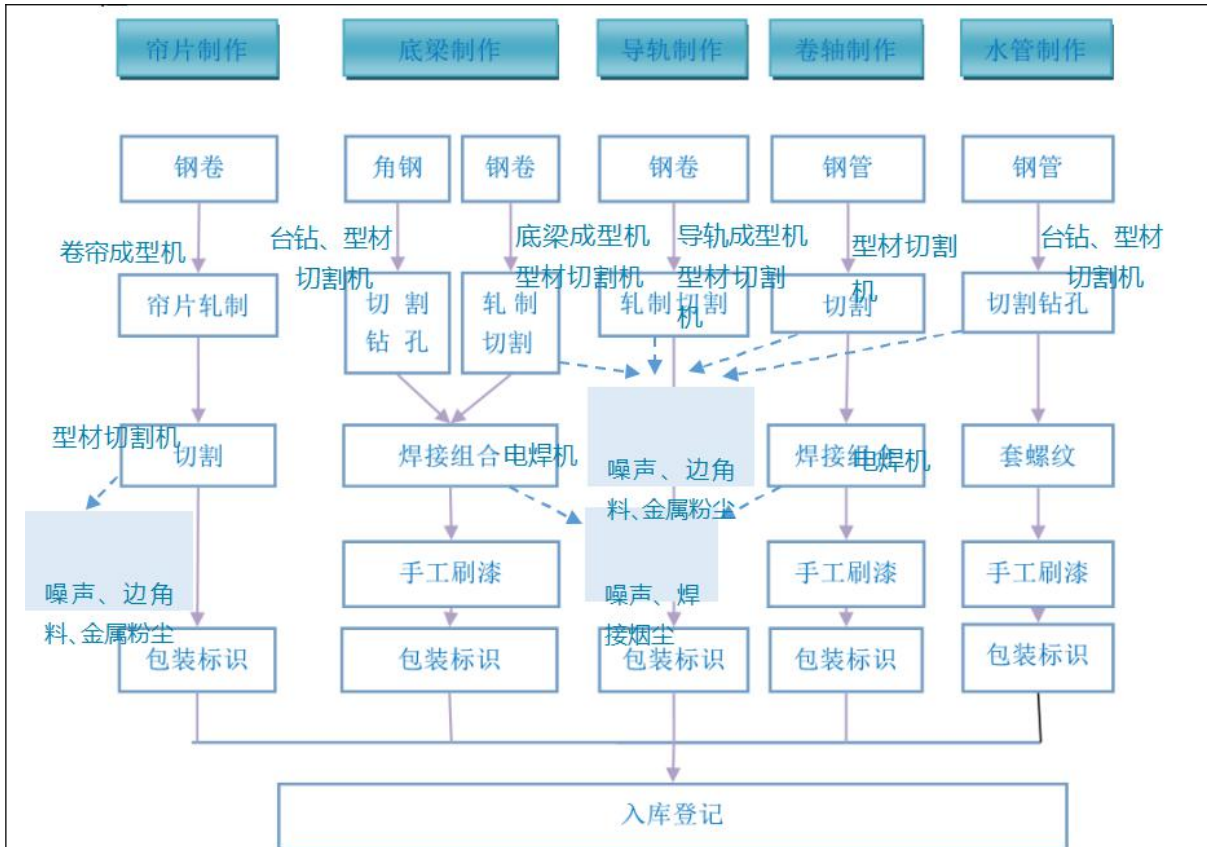 帘片制作
底梁制作
导轨制作
卷轴制作
水管制作
钢卷
角钢
钢卷
钢卷
钢管
钢管
卷帘成型机
台钻、型材
切割机
底梁成型机
型材切割机
导轨成型机
型材切割
机
型材切割
机
台钻、型材
切割机
帘片轧制
切 割
钻 孔
轧 制
切割
轧制切割
切割
切割钻孔
型材切割机
切割
焊接组合
电焊机
噪声、边角
料、金属粉尘
焊接组合
电焊机
套螺纹
噪声、边角
料、金属粉尘
手工刷漆
噪声、焊
接烟尘
手工刷漆
手工刷漆
包装标识
包装标识
包装标识
包装标识
包装标识
入库登记